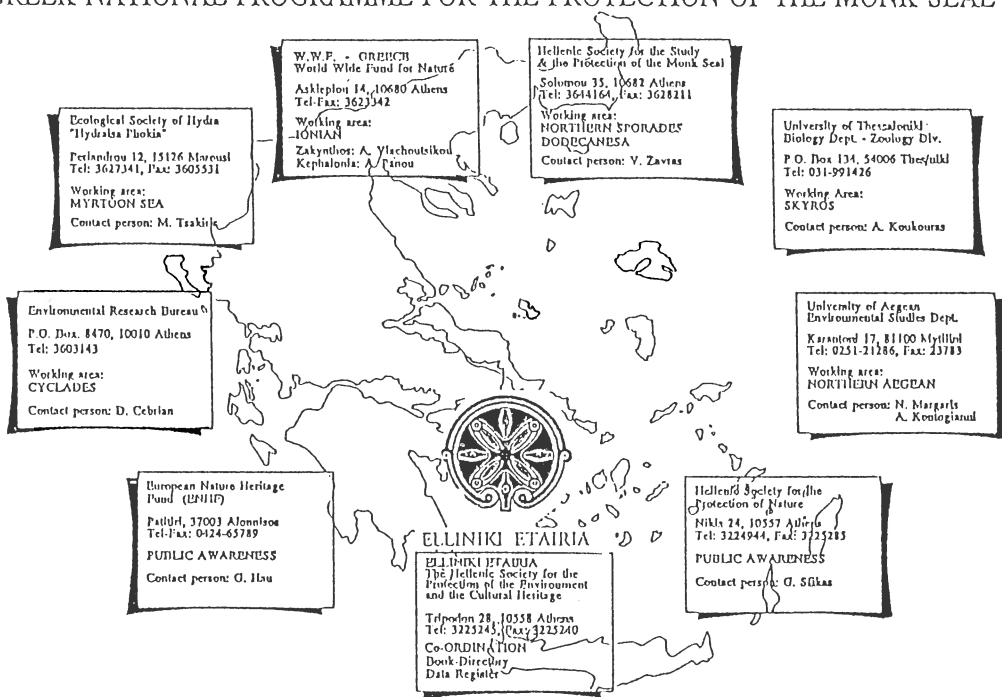 GREEK NATIONAL PROGRAMME FOR THE PROTECTION OF THE MONK SEAL
W.W.F. - GREECE
World Wide Fund for Nature
Asklepiou 14, 10680 Athens
Tel-Fax: 3623342
Working area:
IONIAN
Zakynthos: A. Vlachoutsikou
Kephalonia: A. Panou
Hellenic Society for the Study
& the Protection of the Monk Seal
Solomou 35, 10682 Athens
Tel: 3644164, Fax: 3628211
Working area:
NORTHERN SPORADES
DODECANESA
Contact person: V. Zavras
Ecological Society of Hydra
"Hydralsa Phokia"
Periandrou 12, 15126 Marousi
Tel: 3627341, Fax: 3605531
Working area:
MYRTOON SEA
Contact person: M. Tsakiris
University of Thessaloniki
Biology Dept. - Zoology Div.
P O. Box 134, 54006 Thes/niki
Tel: 031-991426
Working Area:
SKYROS
Contact person: A. Koukouras
Environmental Research Bureau
P.O. Box. 8470, 10010 Athens
Tel: 3603143
Working area:
CYCLADES
Contact person: D. Cebrian
University of Aegean
Environmental Studies Dept.
17, 81100 Mytilini
Tel: 0251-21286, Fax: 23783
Working area:
NORTHERN AEGEAN
Contact person: N. Margaris
A. Kontogianni
European Nature Heritage
Fund (ENHF)
Patitiri, 37003 Alonnisos
Tel-Fax: 0424-65789
PUBLIC AWARENESS
Contact person: G. Hau
Hellenic Society for the
Protection of Nature
Nikis 24, 10557 Athens
Tel: 3224944, Fax: 3225285
PUBLIC AWARENESS
Contact person: G. Sfikas
ELLINIKI ETAIRIA
ELLINIKI ETAIRIA
The Hellenic Society for the
Protection of the Environment
and the Cultural Heritage
Tripodon 28, 10558 Athens
Tel: 3225245, Fax: 3225240
Co-ORDINATION
Book-Directory
Data Register